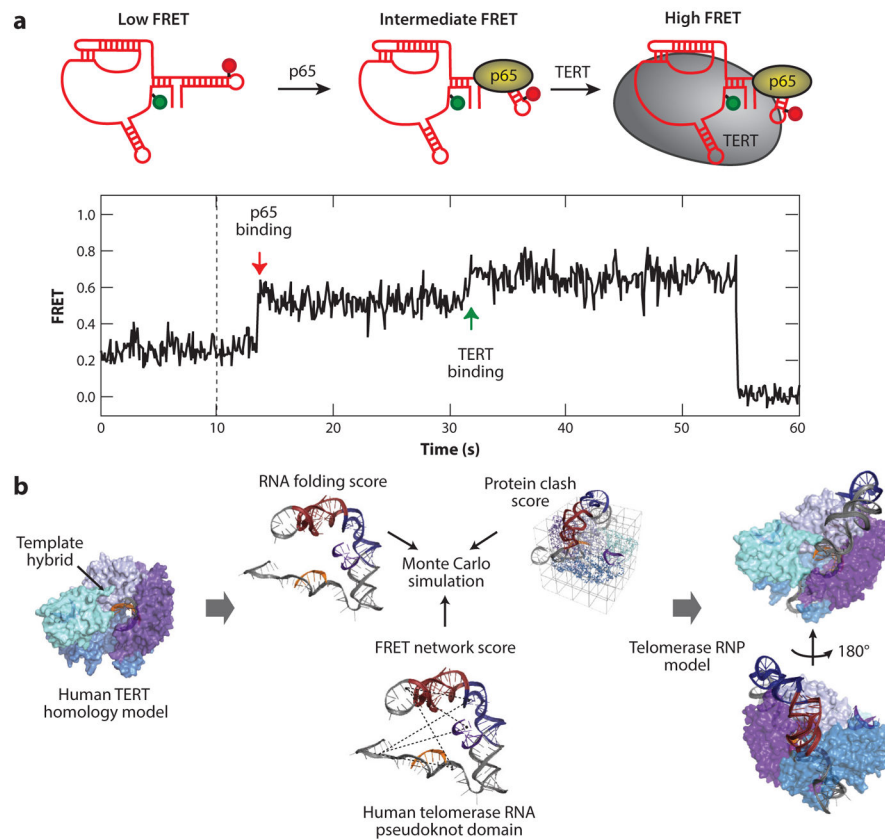 a
Low FRET
Intermediate FRET
High FRET
p65
p65
TERT
p65
TERT
p65
binding
TERT
binding
FRET
1.0
0.8
0.6
0.4
0.2
0.0
0
10
20
30
40
50
60
Time (s)
b
RNA folding score
Protein clash
score
Template
hybrid
Monte Carlo
simulation
Human TERT
homology model
FRET network score
Telomerase RNP
model
180°
Human telomerase RNA
pseudoknot domain